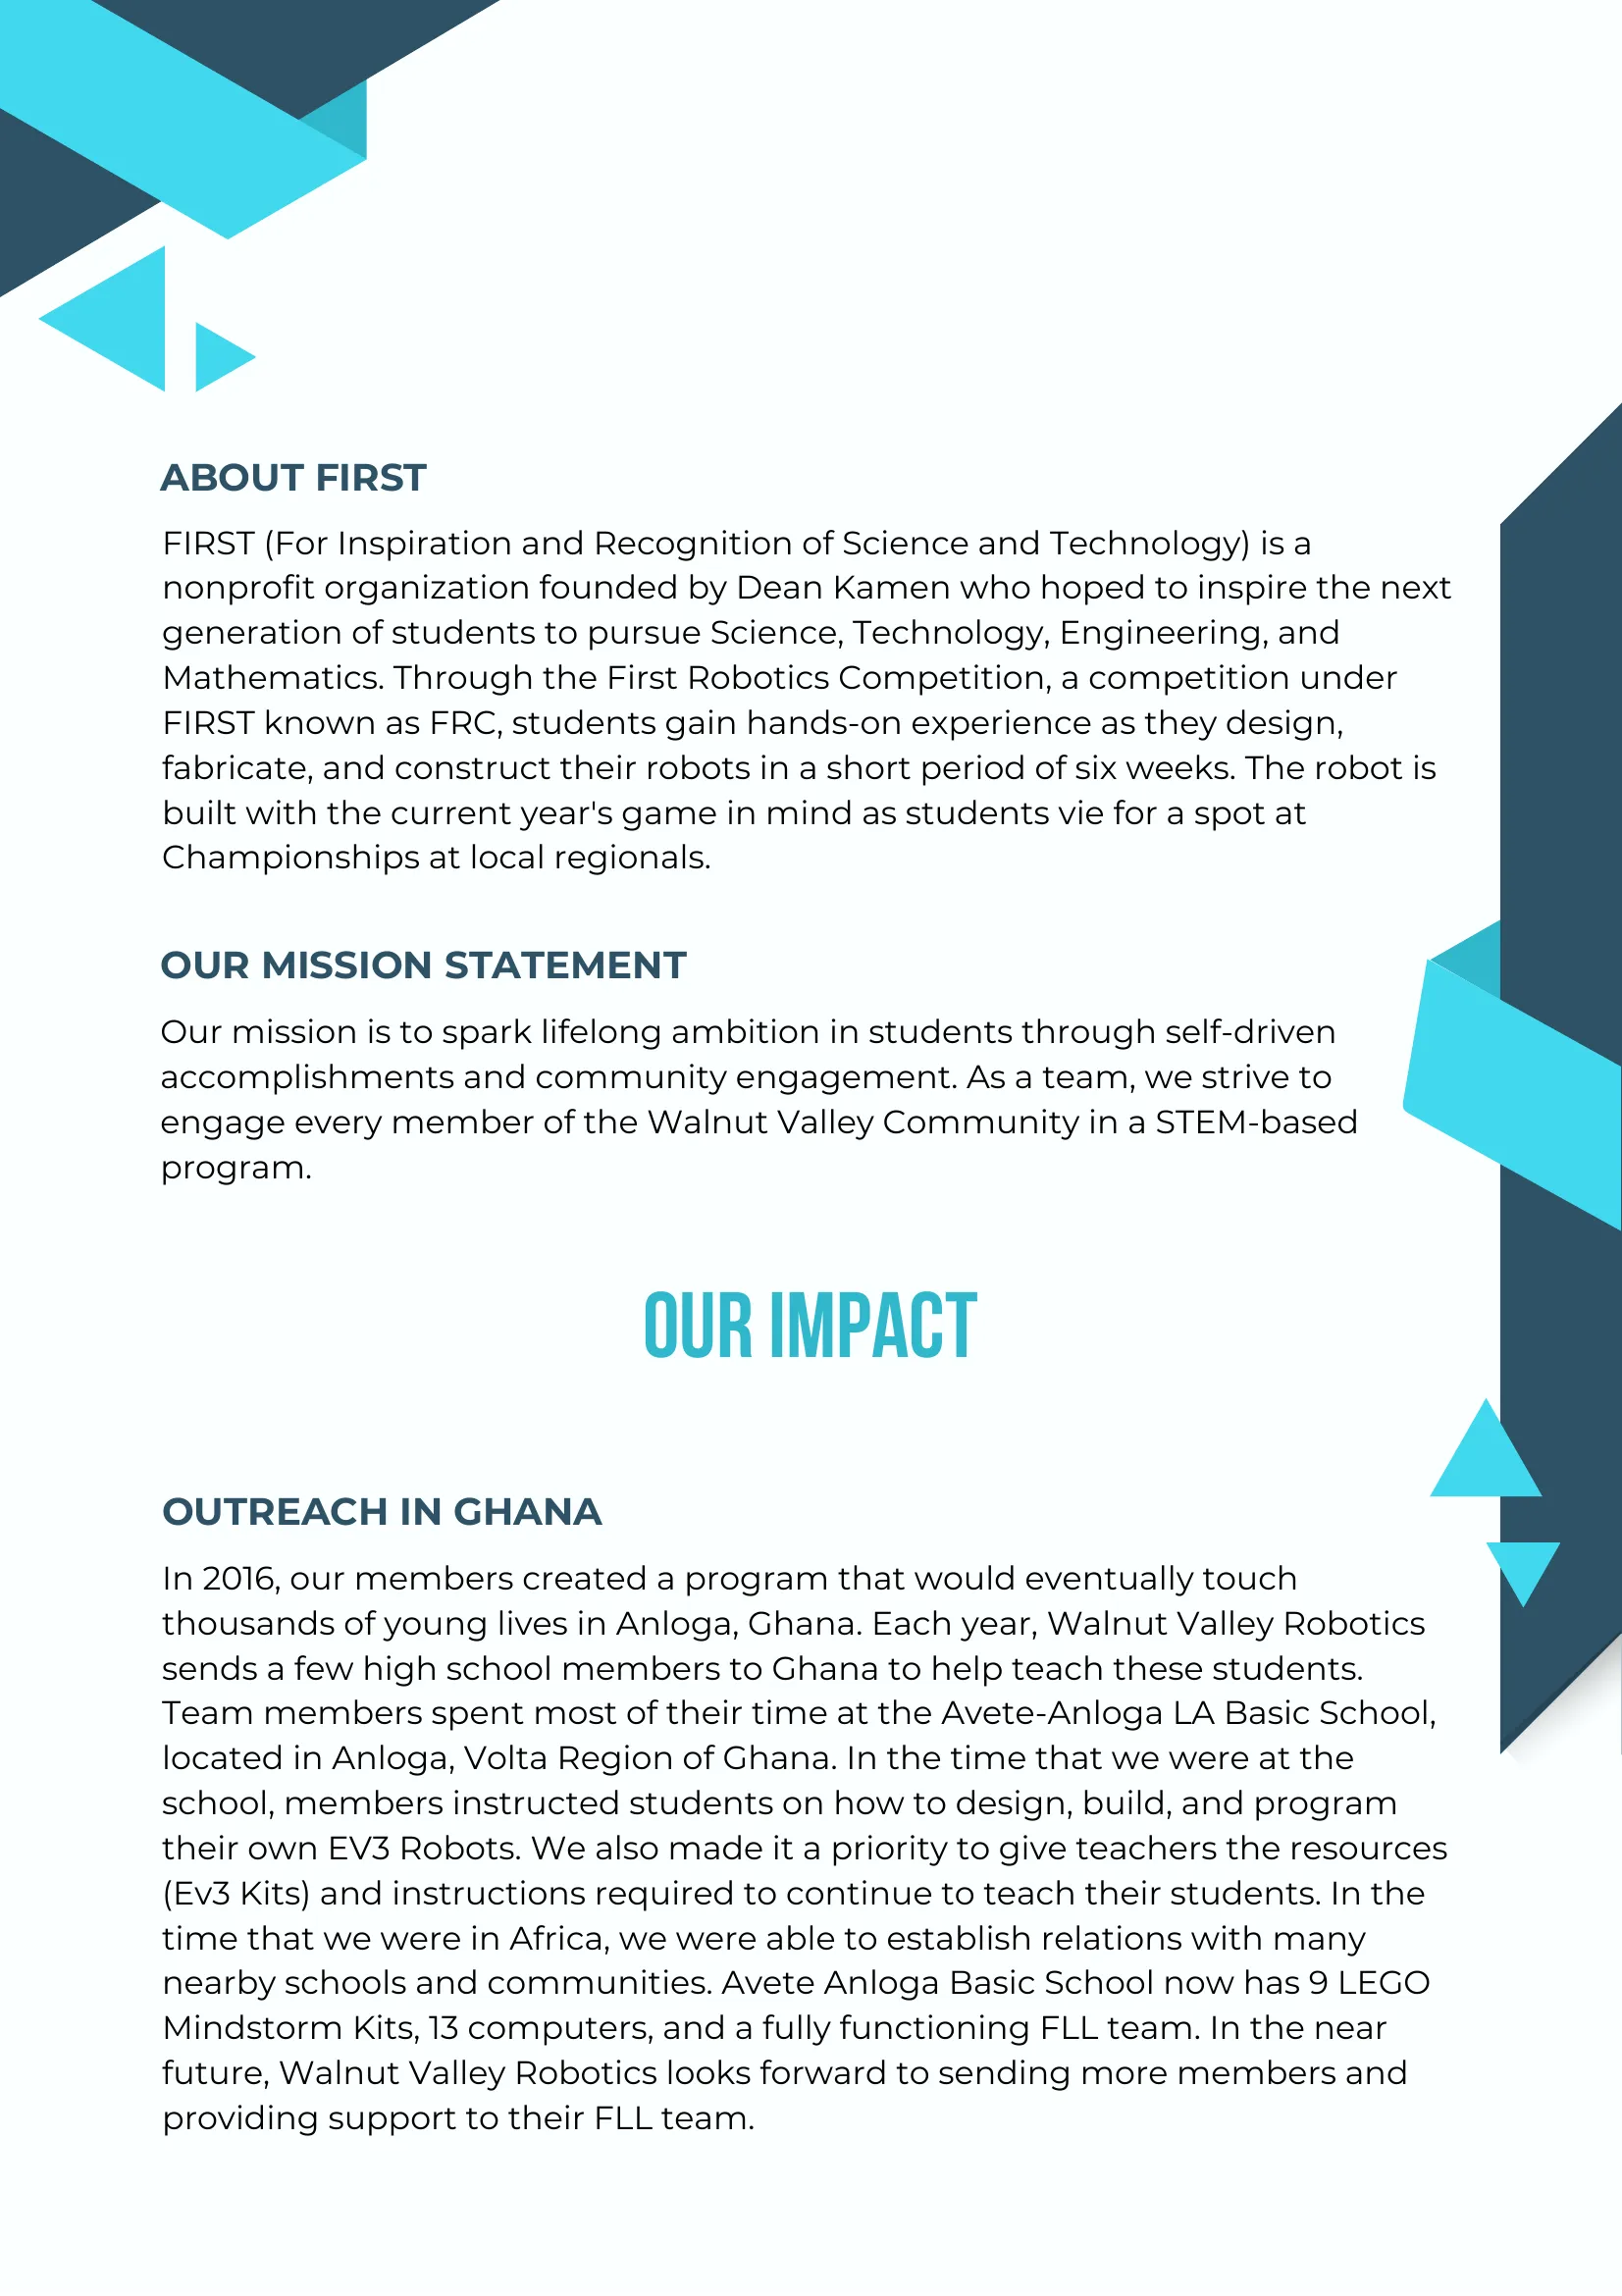 ABOUT FIRST
FIRST (For Inspiration and Recognition of Science and Technology) is a
nonprofit organization founded by Dean Kamen who hoped to inspire the next
generation of students to pursue Science, Technology, Engineering, and
Mathematics. Through the First Robotics Competition, a competition under
FIRST known as FRC, students gain hands-on experience as they design,
fabricate, and construct their robots in a short period of six weeks. The robot is
built with the current year's game in mind as students vie for a spot at
Championships at local regionals.
OUR MISSION STATEMENT
Our mission is to spark lifelong ambition in students through self-driven
accomplishments and community engagement. As a team, we strive to
engage every member of the Walnut Valley Community in a STEM-based
program.
OUR IMPACT
OUTREACH IN GHANA
In 2016, our members created a program that would eventually touch
thousands of young lives in Anloga, Ghana. Each year, Walnut Valley Robotics
sends a few high school members to Ghana to help teach these students.
Team members spent most of their time at the Avete-Anloga LA Basic School,
located in Anloga, Volta Region of Ghana. In the time that we were at the
school, members instructed students on how to design, build, and program
their own EV3 Robots. We also made it a priority to give teachers the resources
(Ev3 Kits) and instructions required to continue to teach their students. In the
time that we were in Africa, we were able to establish relations with many
nearby schools and communities. Avete Anloga Basic School now has 9 LEGO
Mindstorm Kits, 13 computers, and a fully functioning FLL team. In the near
future, Walnut Valley Robotics looks forward to sending more members and
providing support to their FLL team.